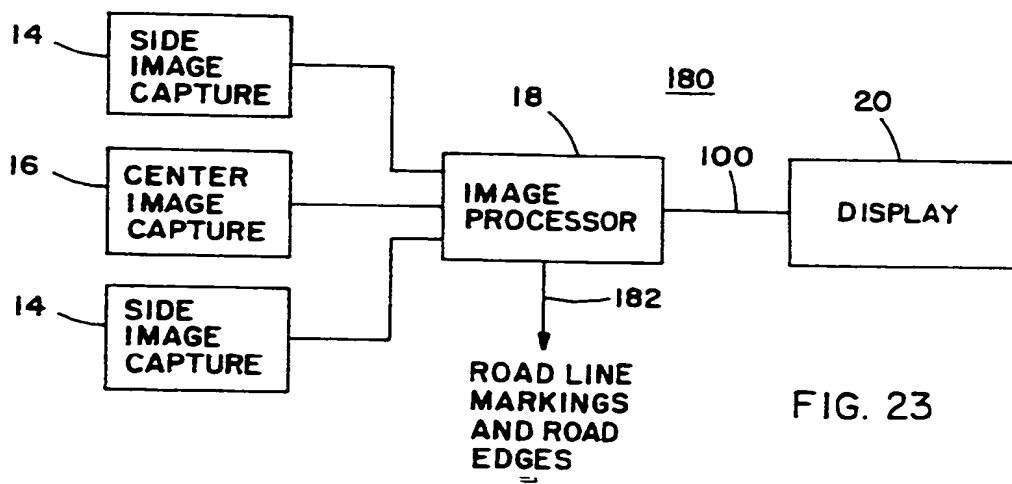 14
SIDE
IMAGE
CAPTURE
16
CENTER
IMAGE
CAPTURE
14
SIDE
IMAGE
CAPTURE
18
IMAGE
PROCESSOR
180
100
20
DISPLAY
182
ROAD LINE
MARKINGS
AND ROAD
EDGES
FIG. 23